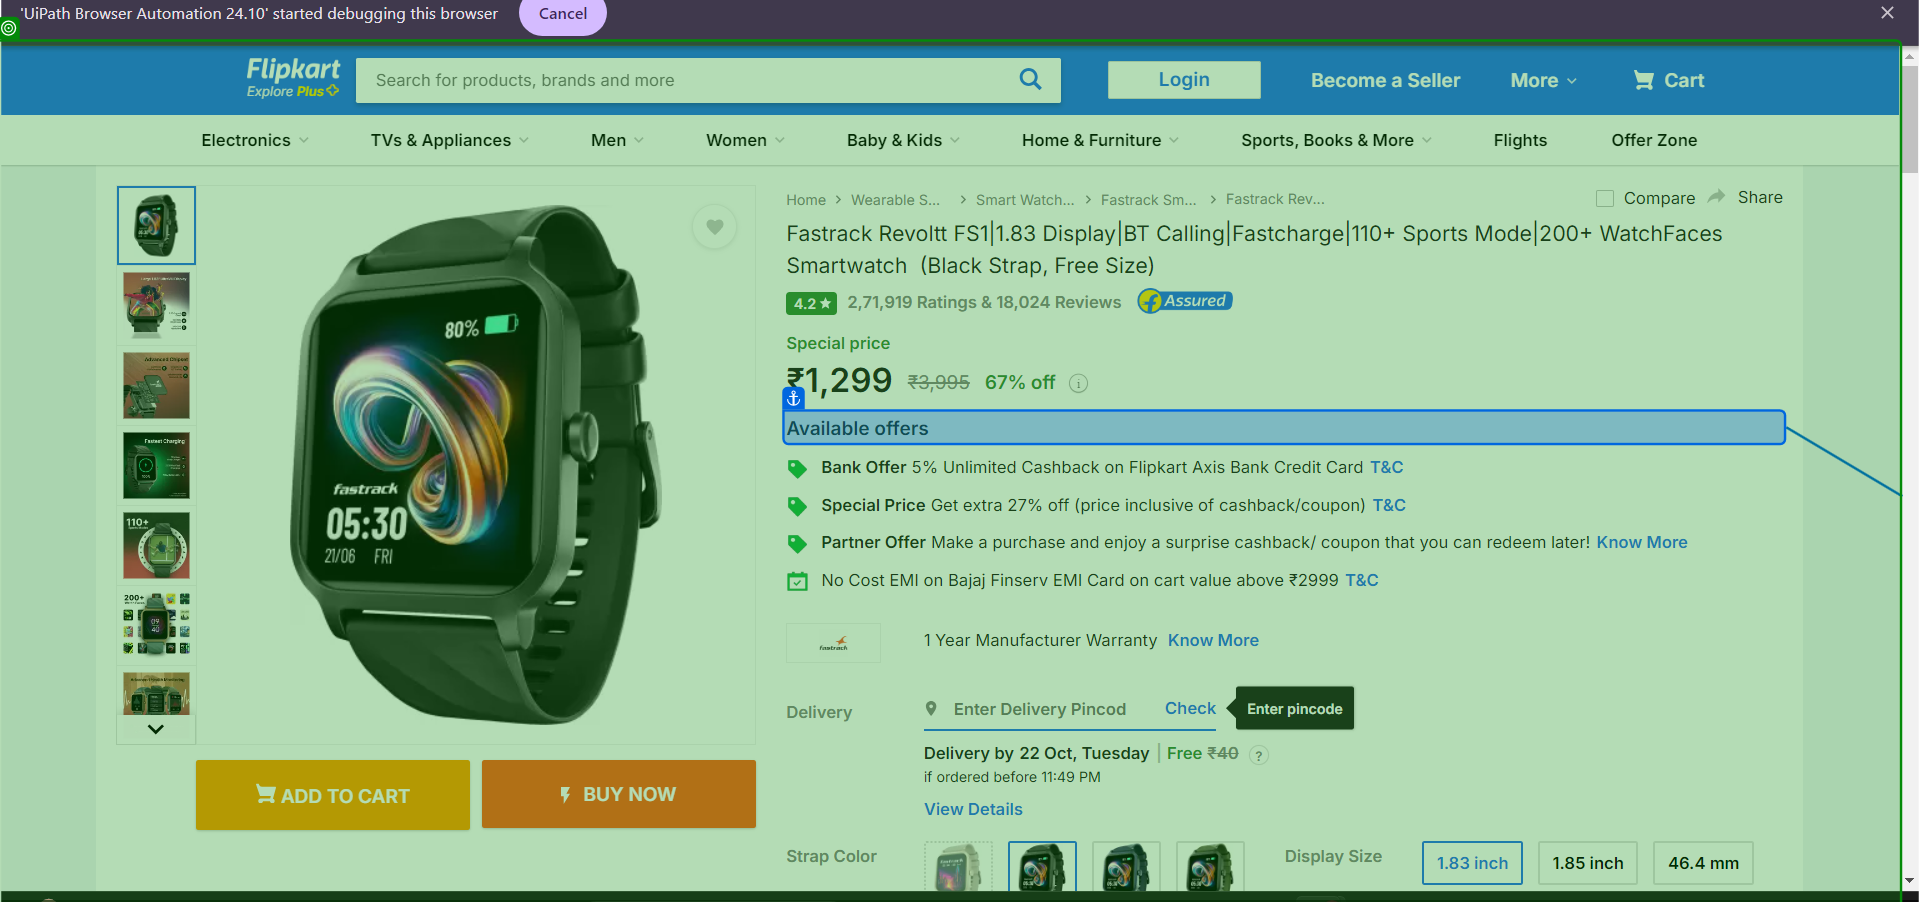 'UiPath Browser Automation 24.10' started debugging this browser
Cancel
Flipkart
Explore Plus
Search for products, brands and more
Login
Become a Seller
More
Cart
Electronics
TVs & Appliances
Men
Women
Baby & Kids
Home & Furniture
Sports, Books & More
Flights
Offer Zone
Home
Wearable S...
Smart Watch...
Fastrack Sm...
Fastrack Rev...
Compare
Share
Fastrack Revoltt FS1|1.83 Display|BT Calling|Fastcharge|110+ Sports Mode|200+ WatchFaces
Smartwatch (Black Strap, Free Size)
4.2★
2,71,919 Ratings & 18,024 Reviews
Assured
Special price
₹1,299
₹3,995
67% off
Available offers
Bank Offer 5% Unlimited Cashback on Flipkart Axis Bank Credit Card T&C
Special Price Get extra 27% off (price inclusive of cashback/coupon) T&C
Partner Offer Make a purchase and enjoy a surprise cashback/ coupon that you can redeem later! Know More
No Cost EMI on Bajaj Finserv EMI Card on cart value above ₹2999 T&C
fastrack
1 Year Manufacturer Warranty Know More
Delivery
Enter Delivery Pincod
Check
Enter pincode
Delivery by 22 Oct, Tuesday | Free ₹40 ?
if ordered before 11:49 PM
View Details
Strap Color
Display Size
1.83 inch
1.85 inch
46.4 mm
80%
fastrack
05:30
21/06 FRI
Advanced Chipset
Fastest Charging
110+
200+
09
40
ADD TO CART
BUY NOW